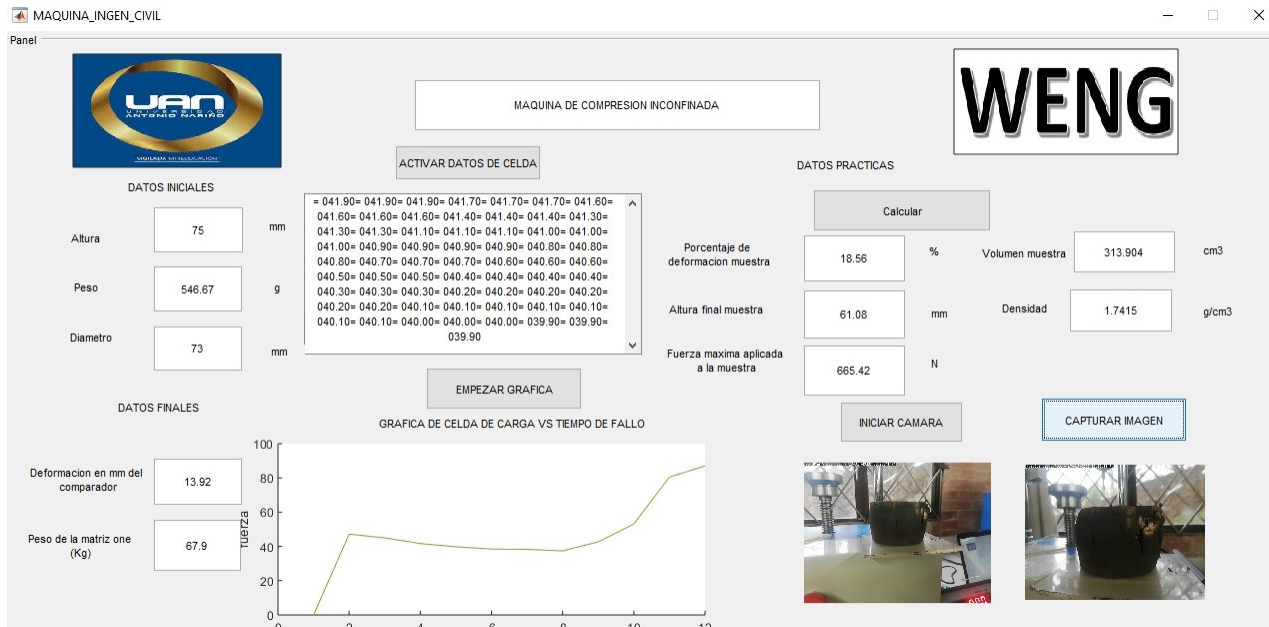 MAQUINA_INGEN_CIVIL
Panel
UAN
UNIVERSIDAD
ANTONIO NARIÑO
VIGILADA MINEDUCACIÓN
MAQUINA DE COMPRESION INCONFINADA
WENG
ACTIVAR DATOS DE CELDA
DATOS INICIALES
Altura
75
mm
Peso
546.67
g
Diametro
73
mm
= 041.90= 041.90= 041.90= 041.70= 041.70= 041.70= 041.60=
041.60= 041.60= 041.60= 041.40= 041.40= 041.40= 041.30=
041.30= 041.30= 041.10= 041.10= 041.10= 041.00= 041.00=
041.00= 040.90= 040.90= 040.90= 040.90= 040.80= 040.80=
040.80= 040.70= 040.70= 040.70= 040.60= 040.60= 040.60=
040.50= 040.50= 040.50= 040.40= 040.40= 040.40= 040.40=
040.30= 040.30= 040.30= 040.20= 040.20= 040.20= 040.20=
040.20= 040.20= 040.10= 040.10= 040.10= 040.10= 040.10=
040.10= 040.10= 040.00= 040.00= 040.00= 039.90= 039.90=
039.90
DATOS PRACTICAS
Calcular
Porcentaje de
deformacion muestra
18.56
%
Volumen muestra
313.904
cm3
Altura final muestra
61.08
mm
Densidad
1.7415
g/cm3
Fuerza maxima aplicada
a la muestra
665.42
N
EMPEZAR GRAFICA
INICIAR CAMARA
CAPTURAR IMAGEN
DATOS FINALES
Deformacion en mm del
comparador
13.92
Peso de la matriz one
(Kg)
67.9
GRAFICA DE CELDA DE CARGA VS TIEMPO DE FALLO
fuerza
100
80
60
40
20
0
0 2 4 6 8 10 12